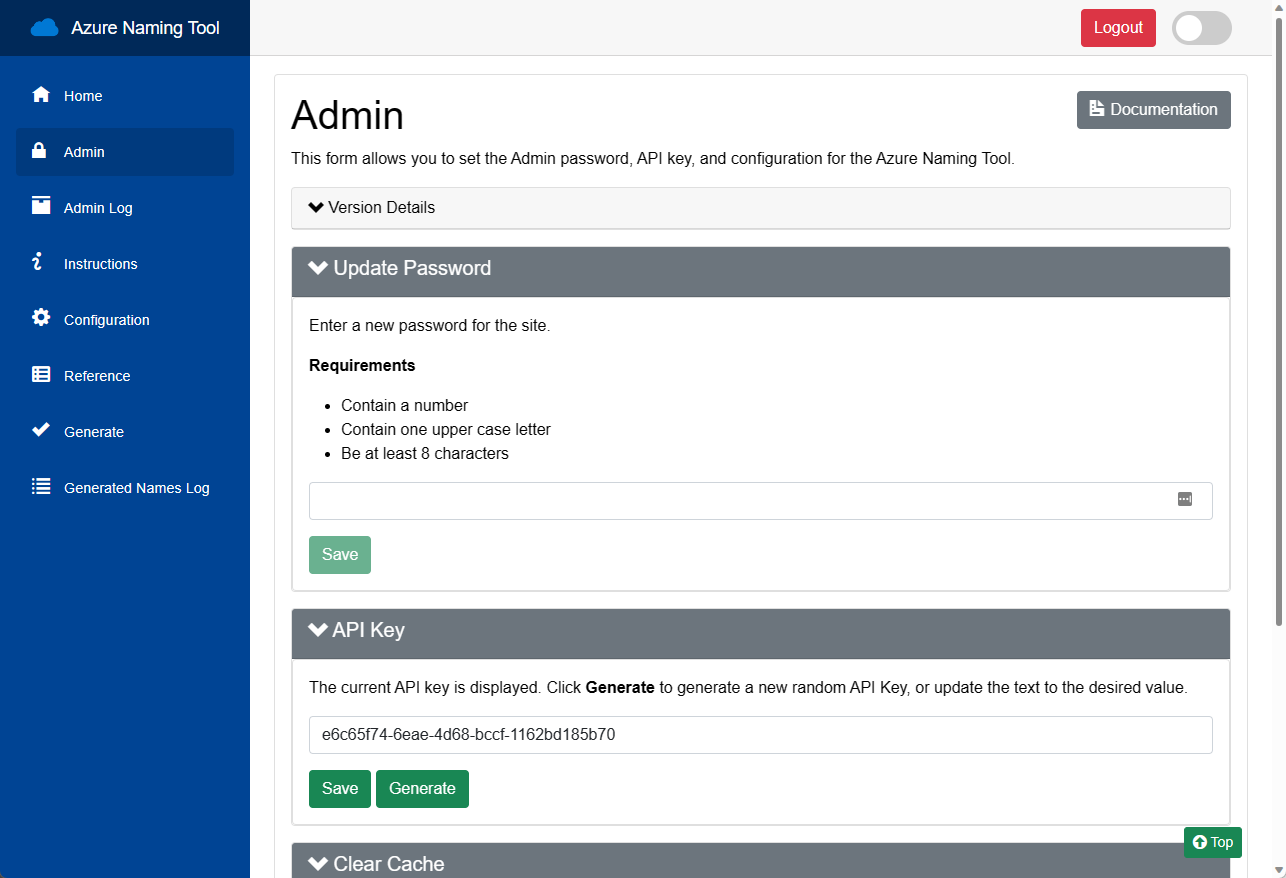 Azure Naming Tool
Logout
Home
Admin
Admin Log
Instructions
Configuration
Reference
Generate
Generated Names Log
Admin
Documentation
This form allows you to set the Admin password, API key, and configuration for the Azure Naming Tool.
Version Details
Update Password
Enter a new password for the site.
Requirements
Contain a number
Contain one upper case letter
Be at least 8 characters
Save
API Key
The current API key is displayed. Click Generate to generate a new random API Key, or update the text to the desired value.
e6c65f74-6eae-4d68-bccf-1162bd185b70
Save Generate
Top
Clear Cache